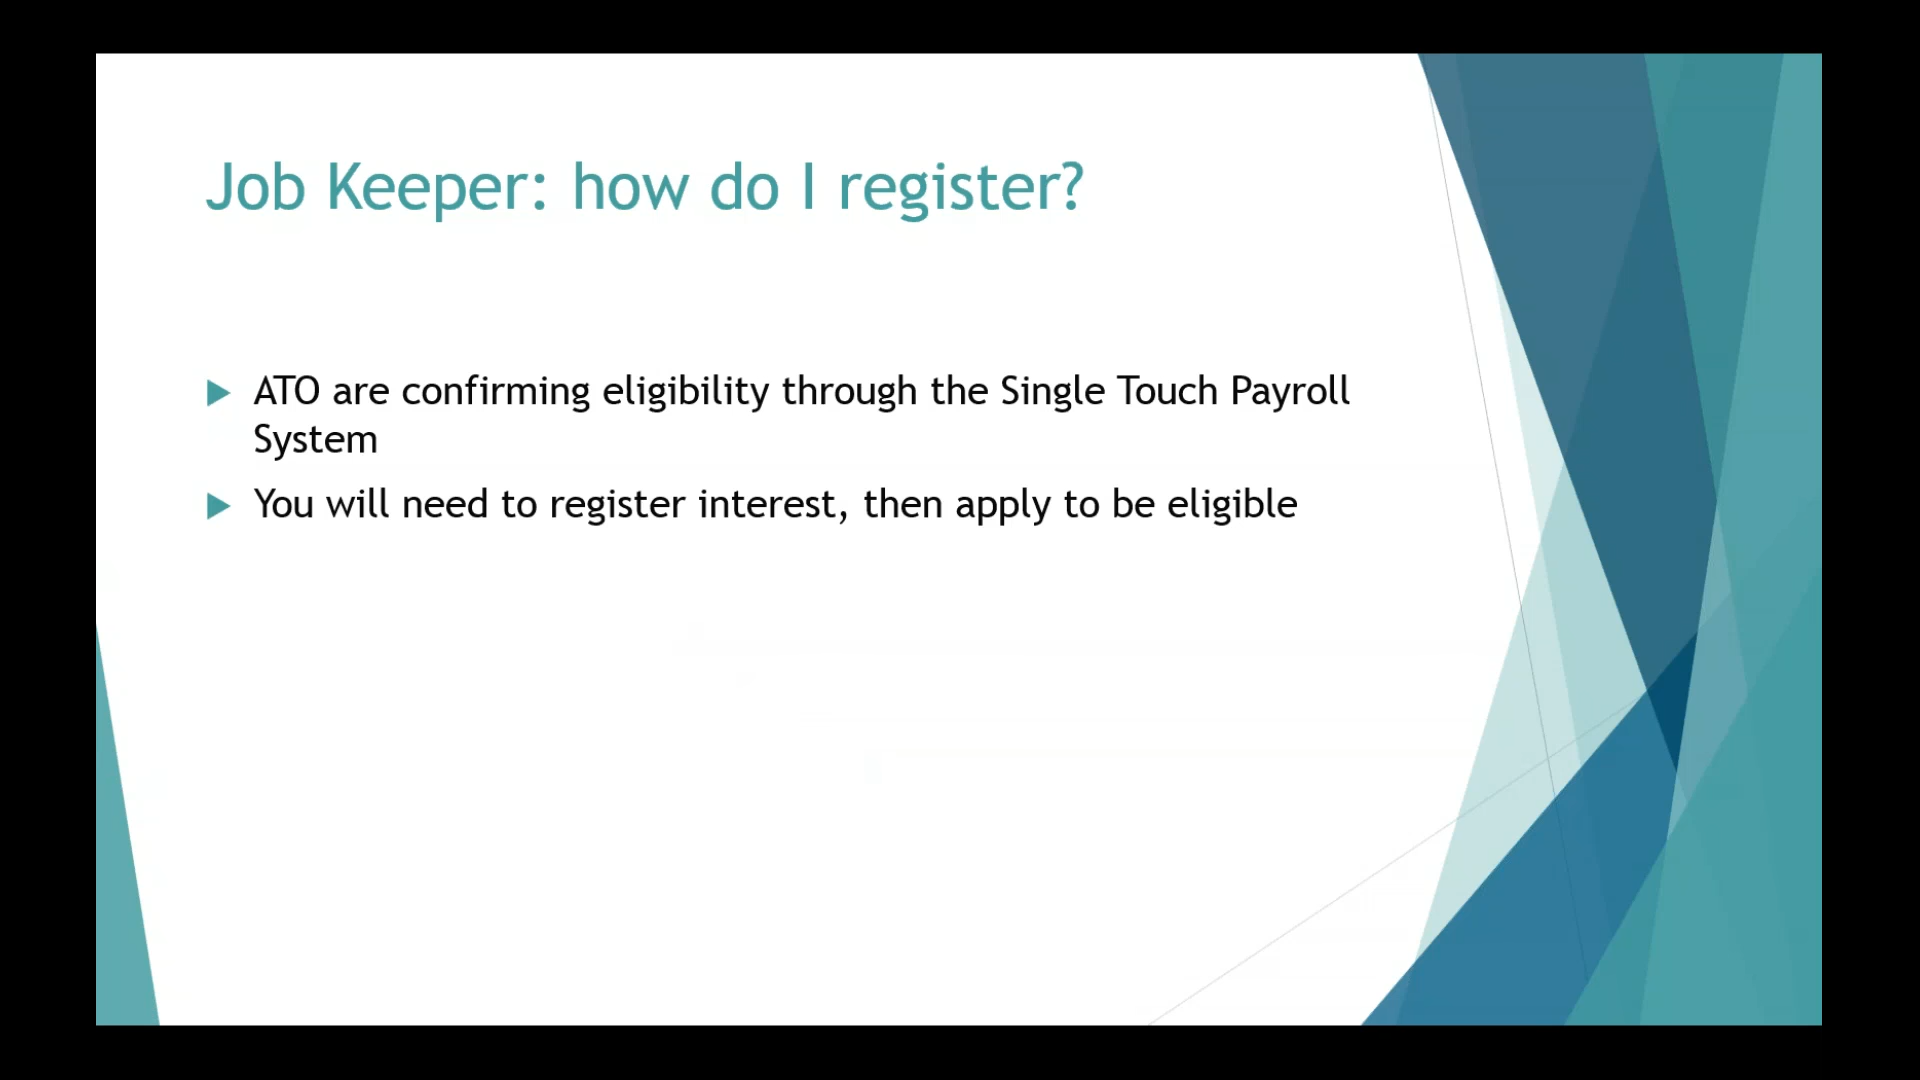 Job Keeper: how do I register?
ATO are confirming eligibility through the Single Touch Payroll
System
You will need to register interest, then apply to be eligible